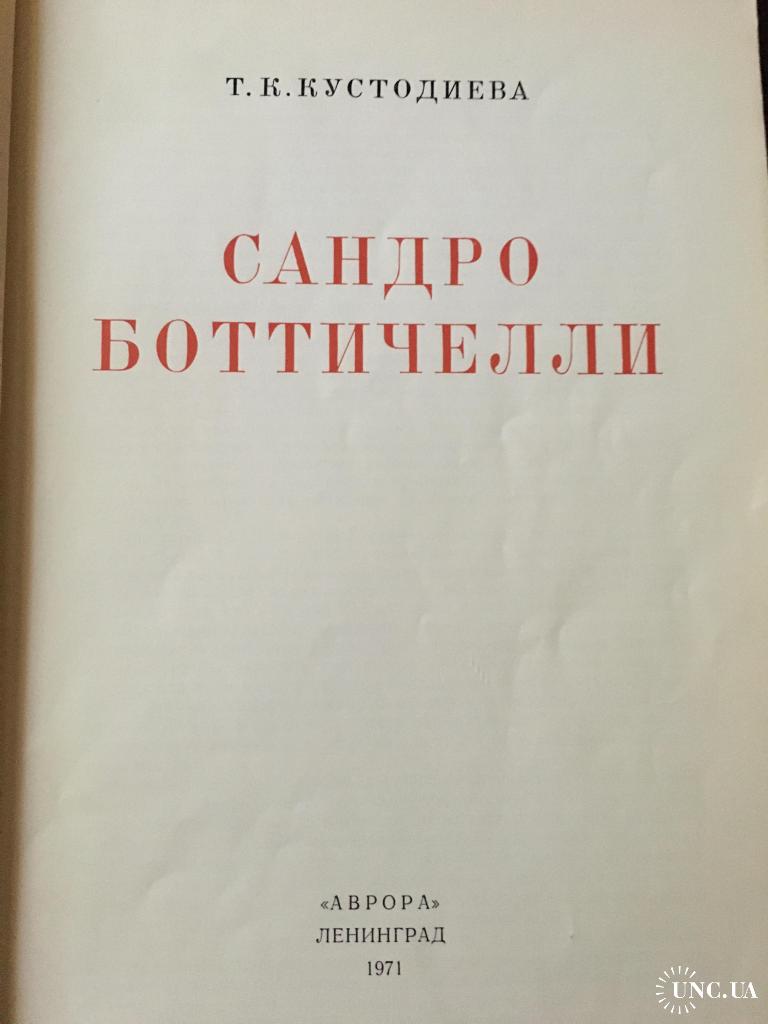 Т. К. КУСТОДИЕВА
САНДРО
БОТТИЧЕЛЛИ
«АВРОРА»
ЛЕНИНГРАД
1971
UNC.UA